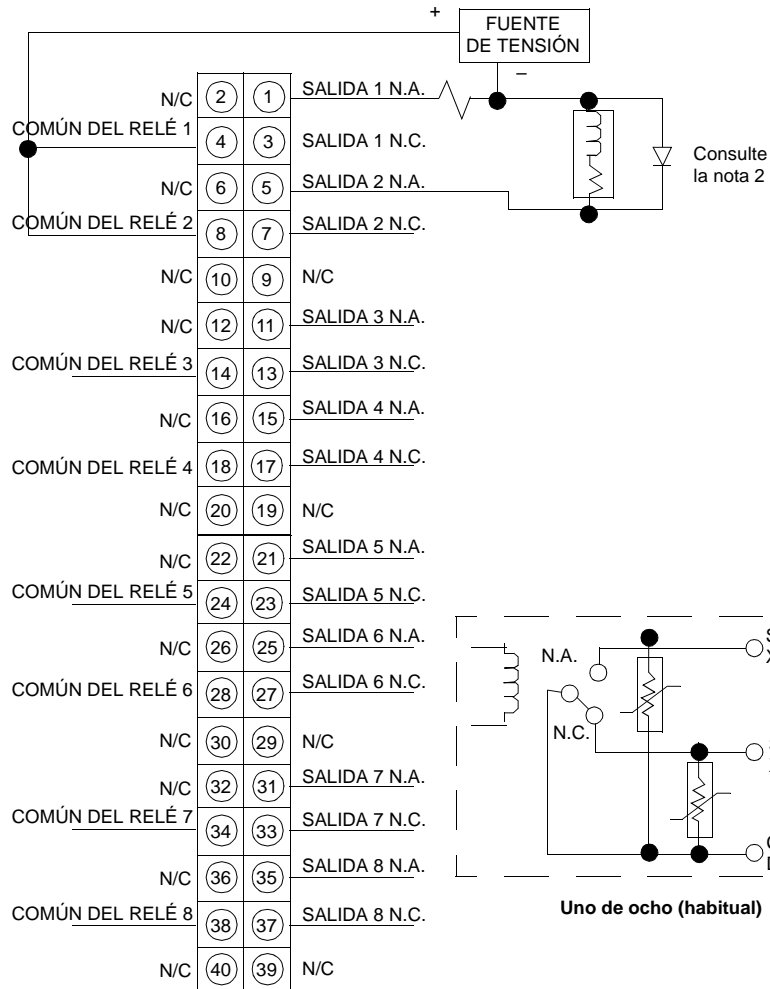 +
FUENTE
DE TENSIÓN
–
N/C 2 1 SALIDA 1 N.A.
COMÚN DEL RELÉ 1 4 3 SALIDA 1 N.C.
Consulte
la nota 2
N/C 6 5 SALIDA 2 N.A.
COMÚN DEL RELÉ 2 8 7 SALIDA 2 N.C.
N/C 10 9 N/C
N/C 12 11 SALIDA 3 N.A.
COMÚN DEL RELÉ 3 14 13 SALIDA 3 N.C.
N/C 16 15 SALIDA 4 N.A.
COMÚN DEL RELÉ 4 18 17 SALIDA 4 N.C.
N/C 20 19 N/C
N/C 22 21 SALIDA 5 N.A.
COMÚN DEL RELÉ 5 24 23 SALIDA 5 N.C.
N/C 26 25 SALIDA 6 N.A.
COMÚN DEL RELÉ 6 28 27 SALIDA 6 N.C.
N/C 30 29 N/C
N/C 32 31 SALIDA 7 N.A.
COMÚN DEL RELÉ 7 34 33 SALIDA 7 N.C.
N/C 36 35 SALIDA 8 N.A.
COMÚN DEL RELÉ 8 38 37 SALIDA 8 N.C.
N/C 40 39 N/C
N.A.
N.C.
Uno de ocho (habitual)